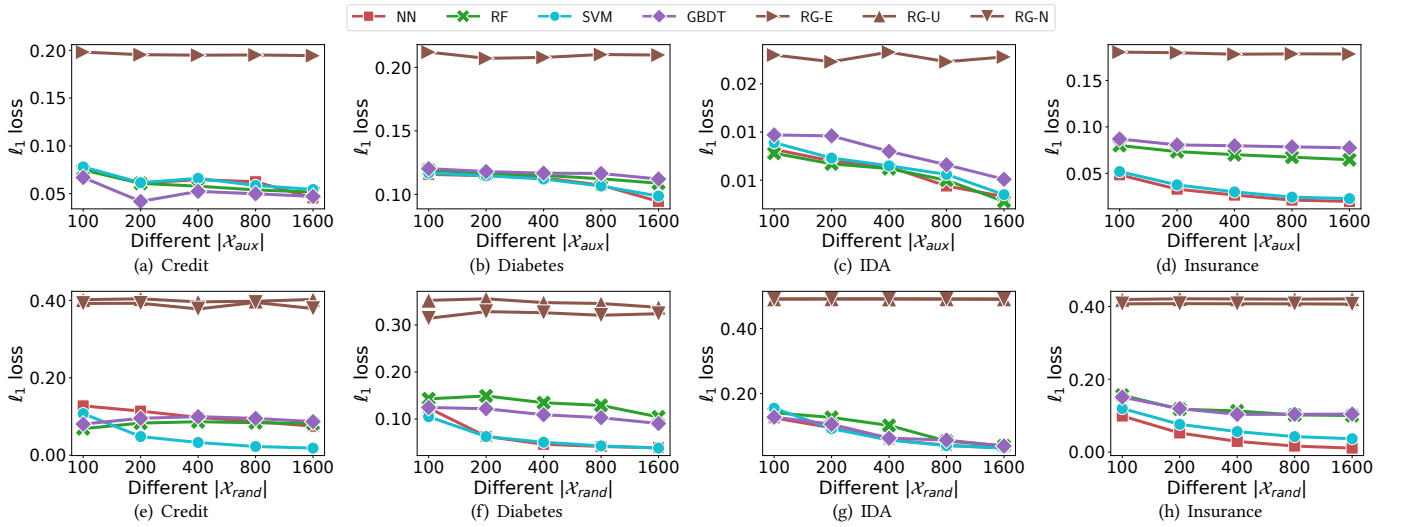 NN RF SVM GBDT RG-E RG-U RG-N
0.20 0.15 0.10 0.05
ℓ1 loss
100 200 400 800 1600
Different |𝒳aux|
(a) Credit
0.20 0.15 0.10
ℓ1 loss
100 200 400 800 1600
Different |𝒳aux|
(b) Diabetes
0.02 0.01 0.01
ℓ1 loss
100 200 400 800 1600
Different |𝒳aux|
(c) IDA
0.15 0.10 0.05
ℓ1 loss
100 200 400 800 1600
Different |𝒳aux|
(d) Insurance
0.40 0.20 0.00
ℓ1 loss
100 200 400 800 1600
Different |𝒳rand|
(e) Credit
0.30 0.20 0.10
ℓ1 loss
100 200 400 800 1600
Different |𝒳rand|
(f) Diabetes
0.40 0.20
ℓ1 loss
100 200 400 800 1600
Different |𝒳rand|
(g) IDA
0.40 0.20 0.00
ℓ1 loss
100 200 400 800 1600
Different |𝒳rand|
(h) Insurance